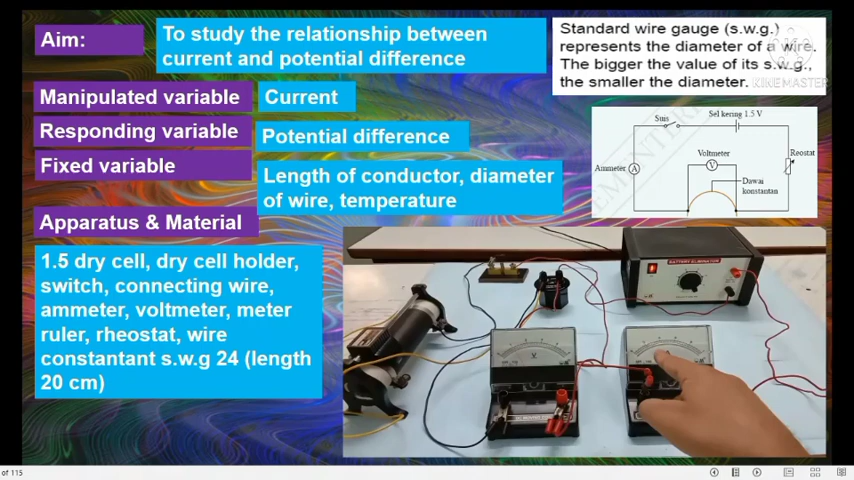 Aim:
To study the relationship between
current and potential difference
Standard wire gauge (s.w.g.)
represents the diameter of a wire.
The bigger the value of its s.w.g.,
the smaller the diameter.
KINEMASTER
Manipulated variable
Current
Responding variable
Potential difference
Fixed variable
Length of conductor, diameter
of wire, temperature
Suis
Sel kering 1.5 V
Voltmeter
Reostat
Ammeter
A
V
Dawai
konstantan
Apparatus & Material
1.5 dry cell, dry cell holder,
switch, connecting wire,
ammeter, voltmeter, meter
ruler, rheostat, wire
constantant s.w.g 24 (length
20 cm)
BATTERY ELIMINATOR
V
of 115